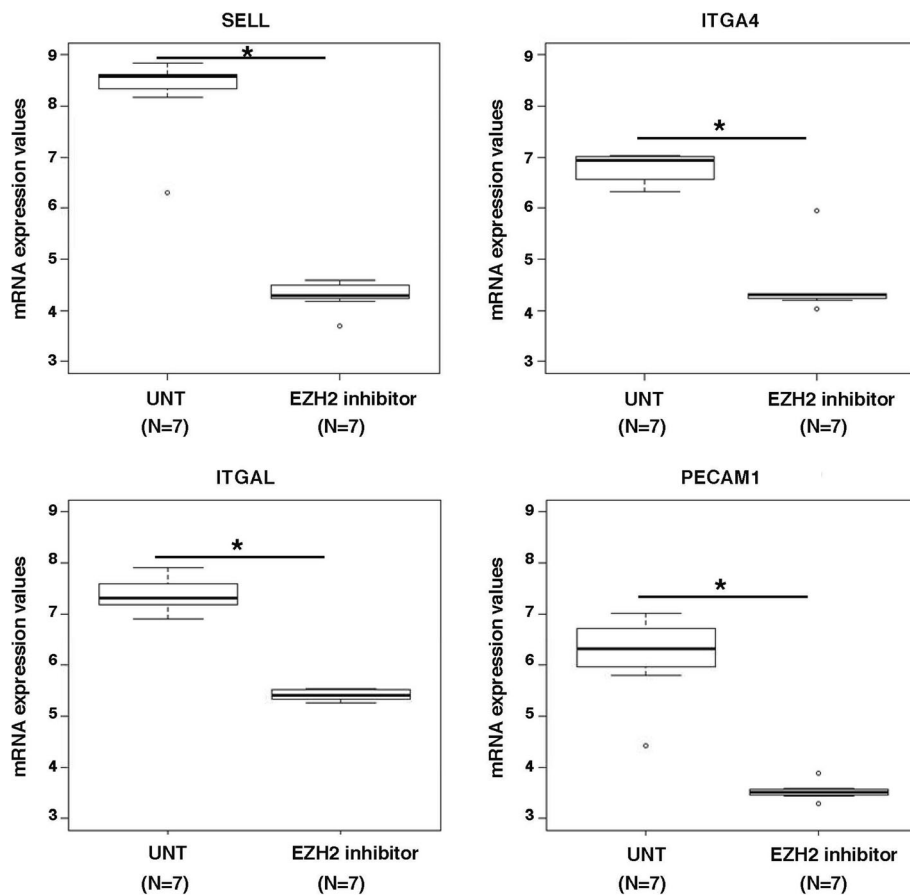 SELL
mRNA expression values
9
8
7
6
5
4
3
*
UNT
(N=7)
EZH2 inhibitor
(N=7)
ITGA4
mRNA expression values
9
8
7
6
5
4
3
*
UNT
(N=7)
EZH2 inhibitor
(N=7)
ITGAL
mRNA expression values
9
8
7
6
5
4
3
*
UNT
(N=7)
EZH2 inhibitor
(N=7)
PECAM1
mRNA expression values
9
8
7
6
5
4
3
*
UNT
(N=7)
EZH2 inhibitor
(N=7)